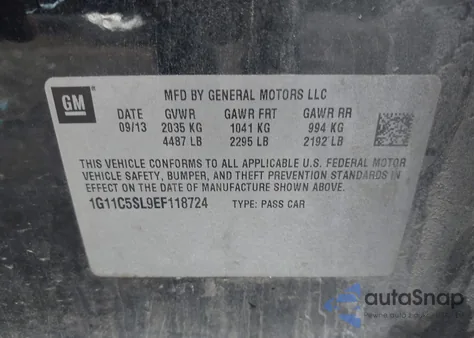 GM
MFD BY GENERAL MOTORS LLC
DATE GVWR GAWR FRT GAWR RR
09/13 2035 KG 1041 KG 994 KG
4487 LB 2295 LB 2192 LB
THIS VEHICLE CONFORMS TO ALL APPLICABLE U.S. FEDERAL MOTOR
VEHICLE SAFETY, BUMPER, AND THEFT PREVENTION STANDARDS
IN EFFECT ON THE DATE OF MANUFACTURE SHOWN ABOVE.
1G11C5SL9EF118724 TYPE: PASS CAR
autoSnap